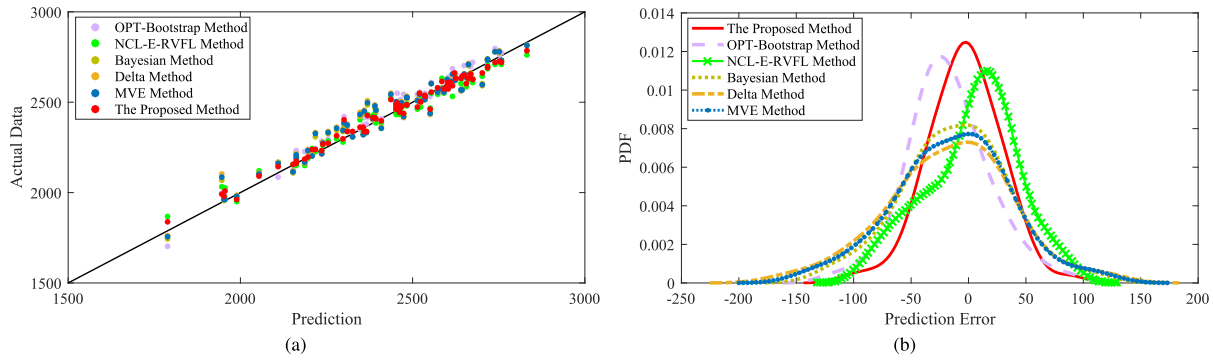 3000
2500
2000
1500
Actual Data
OPT-Bootstrap Method
NCL-E-RVFL Method
Bayesian Method
Delta Method
MVE Method
The Proposed Method
1500
2000
2500
3000
Prediction
(a)
0.014
0.012
0.01
0.008
0.006
0.004
0.002
0
PDF
The Proposed Method
OPT-Bootstrap Method
NCL-E-RVFL Method
Bayesian Method
Delta Method
MVE Method
-250
-200
-150
-100
-50
0
50
100
150
200
Prediction Error
(b)